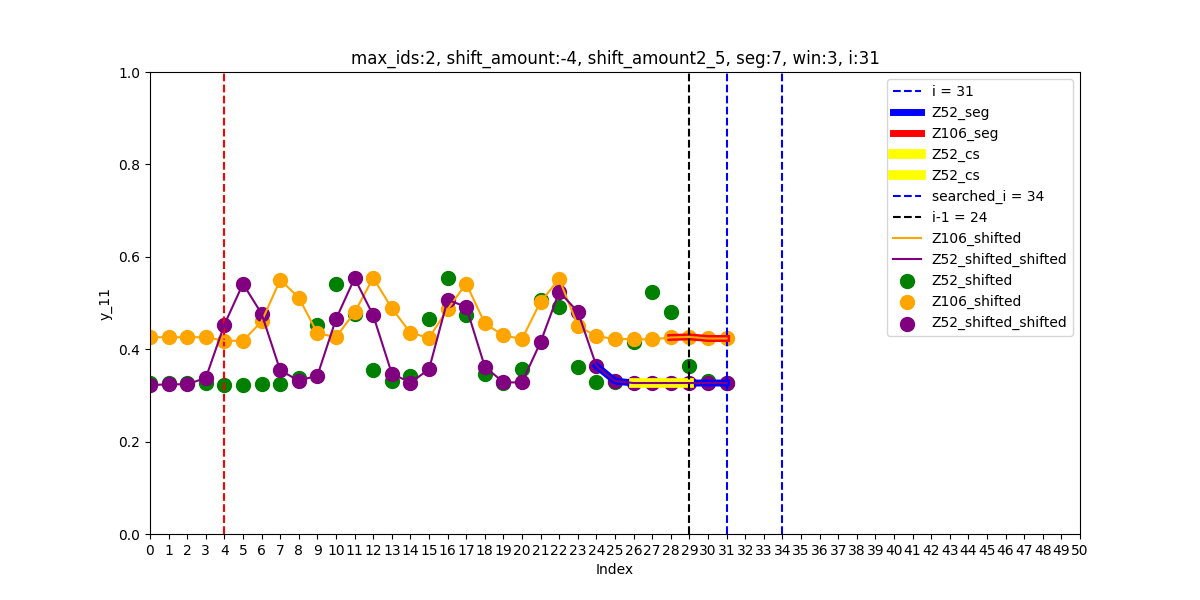 max_ids:2, shift_amount:-4, shift_amount2_5, seg:7, win:3, i:31
1.0
0.8
0.6
0.4
0.2
0.0
y_11
i = 31
Z52_seg
Z106_seg
Z52_cs
Z52_cs
searched_i = 34
i-1 = 24
Z106_shifted
Z52_shifted_shifted
Z52_shifted
Z106_shifted
Z52_shifted_shifted
0 1 2 3 4 5 6 7 8 9 10 11 12 13 14 15 16 17 18 19 20 21 22 23 24 25 26 27 28 29 30 31 32 33 34 35 36 37 38 39 40 41 42 43 44 45 46 47 48 49 50
Index